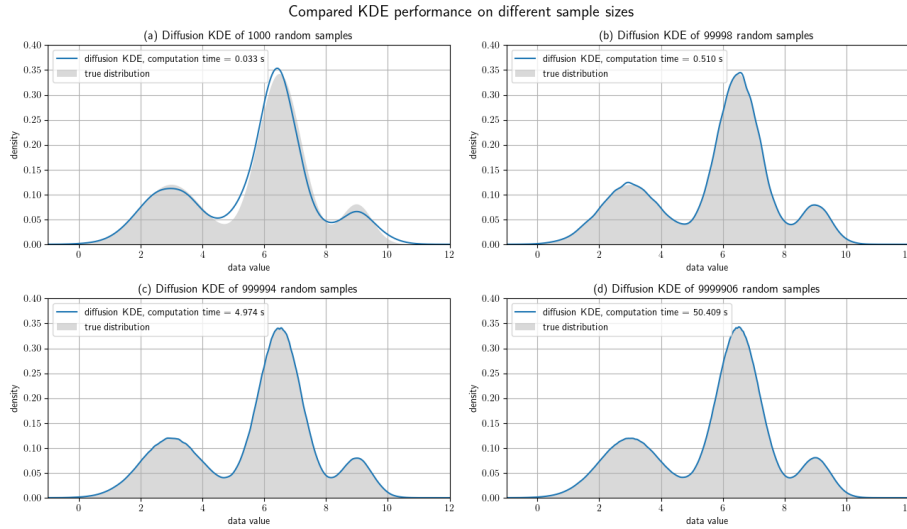 Compared KDE performance on different sample sizes
(a) Diffusion KDE of 1000 random samples
0.40
0.35
0.30
0.25
0.20
0.15
0.10
0.05
0.00
density
diffusion KDE, computation time = 0.033 s
true distribution
0 2 4 6 8 10 12
data value
(b) Diffusion KDE of 99998 random samples
0.40
0.35
0.30
0.25
0.20
0.15
0.10
0.05
0.00
density
diffusion KDE, computation time = 0.510 s
true distribution
0 2 4 6 8 10
data value
(c) Diffusion KDE of 999994 random samples
0.40
0.35
0.30
0.25
0.20
0.15
0.10
0.05
0.00
density
diffusion KDE, computation time = 4.974 s
true distribution
0 2 4 6 8 10 12
data value
(d) Diffusion KDE of 9999906 random samples
0.40
0.35
0.30
0.25
0.20
0.15
0.10
0.05
0.00
density
diffusion KDE, computation time = 50.409 s
true distribution
0 2 4 6 8 10
data value